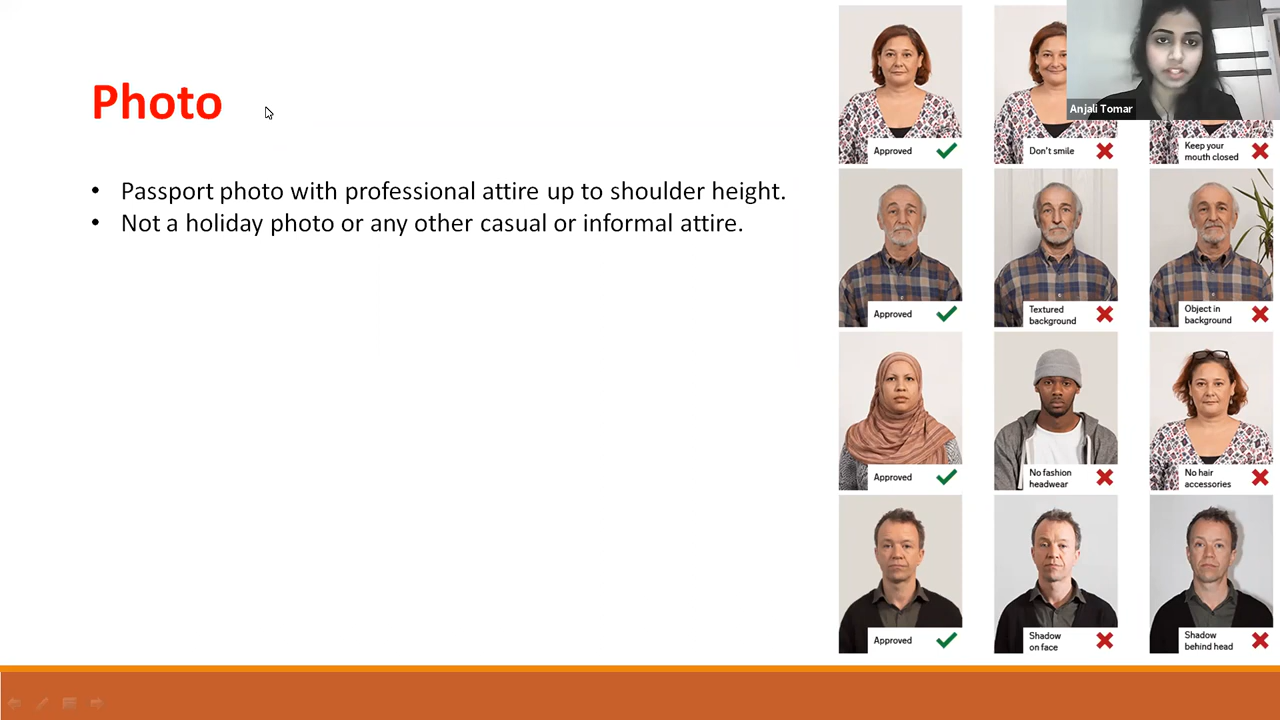 Photo
• Passport photo with professional attire up to shoulder height.
• Not a holiday photo or any other casual or informal attire.
Anjali Tomar
Approved
Don't smile
Keep your
mouth closed
Approved
Textured
background
Object in
background
Approved
No fashion
headwear
No hair
accessories
Approved
Shadow
on face
Shadow
behind head